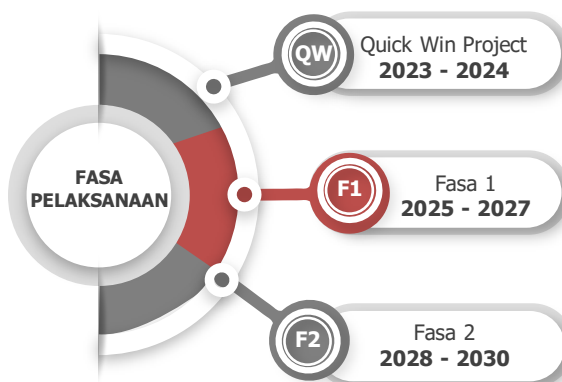 FASA
PELAKSANAAN
QW
Quick Win Project
2023 - 2024
F1
Fasa 1
2025 - 2027
F2
Fasa 2
2028 - 2030